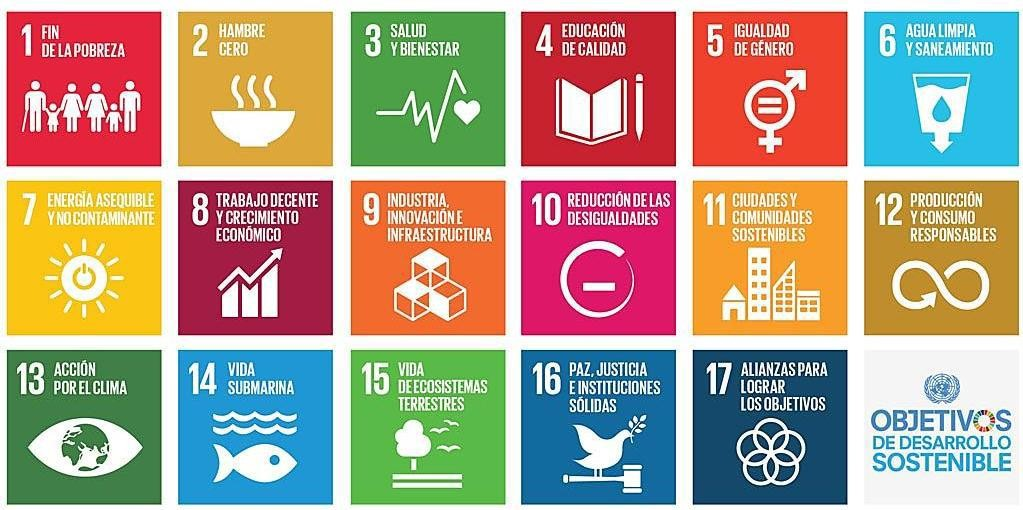 1 FIN
DE LA POBREZA
2 HAMBRE
CERO
3 SALUD
Y BIENESTAR
4 EDUCACIÓN
DE CALIDAD
5 IGUALDAD
DE GÉNERO
6 AGUA LIMPIA
Y SANEAMIENTO
7 ENERGÍA ASEQUIBLE
Y NO CONTAMINANTE
8 TRABAJO DECENTE
Y CRECIMIENTO
ECONÓMICO
9 INDUSTRIA,
INNOVACIÓN E
INFRAESTRUCTURA
10 REDUCCIÓN DE LAS
DESIGUALDADES
11 CIUDADES Y
COMUNIDADES
SOSTENIBLES
12 PRODUCCIÓN
Y CONSUMO
RESPONSABLES
13 ACCIÓN
POR EL CLIMA
14 VIDA
SUBMARINA
15 VIDA
DE ECOSISTEMAS
TERRESTRES
16 PAZ, JUSTICIA
E INSTITUCIONES
SÓLIDAS
17 ALIANZAS PARA
LOGRAR
LOS OBJETIVOS
OBJETIVOS
DE DESARROLLO
SOSTENIBLE